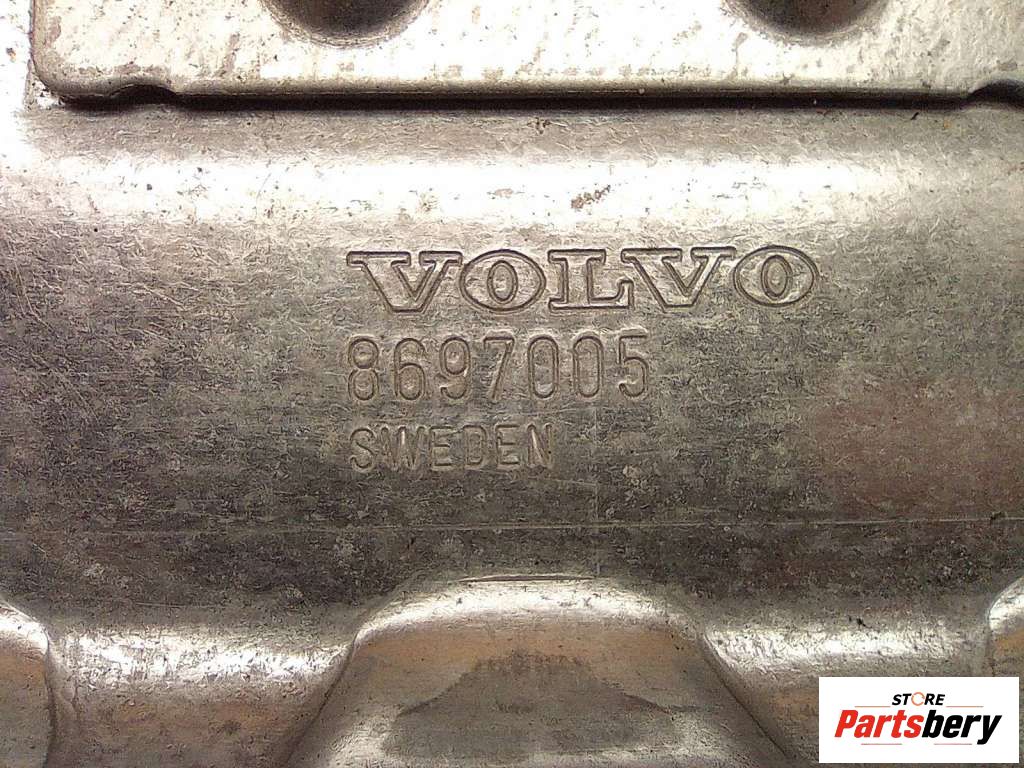 VOLVO
8697005
SWEDEN
STORE
Partsbery